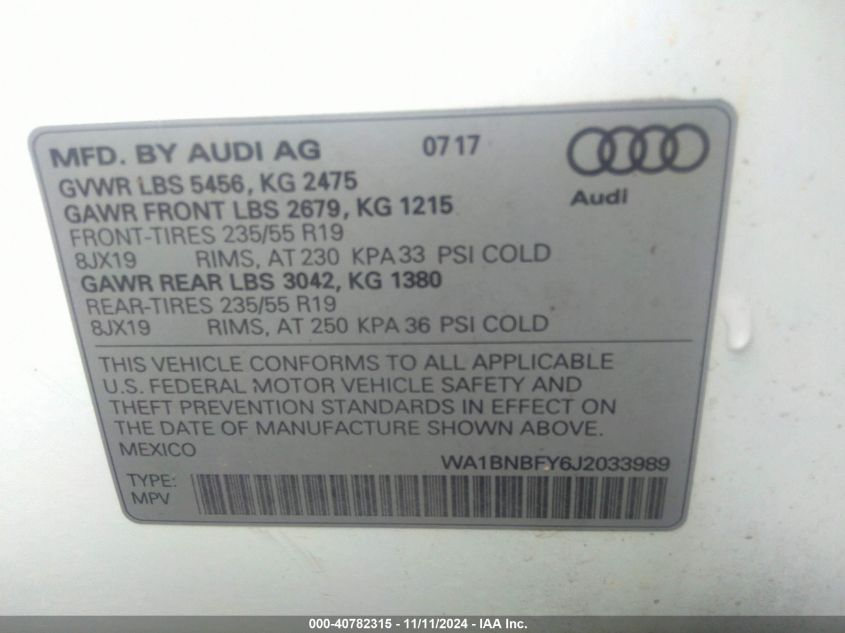 MFD. BY AUDI AG 0717
Audi
GVWR LBS 5456, KG 2475
GAWR FRONT LBS 2679, KG 1215
FRONT-TIRES 235/55 R19
8JX19 RIMS, AT 230 KPA 33 PSI COLD
GAWR REAR LBS 3042, KG 1380
REAR-TIRES 235/55 R19
8JX19 RIMS, AT 250 KPA 36 PSI COLD
THIS VEHICLE CONFORMS TO ALL APPLICABLE
U.S. FEDERAL MOTOR VEHICLE SAFETY AND
THEFT PREVENTION STANDARDS IN EFFECT ON
THE DATE OF MANUFACTURE SHOWN ABOVE.
MEXICO
WA1BNBFY6J2033989
TYPE:
MPV
000-40782315 - 11/11/2024 - IAA Inc.